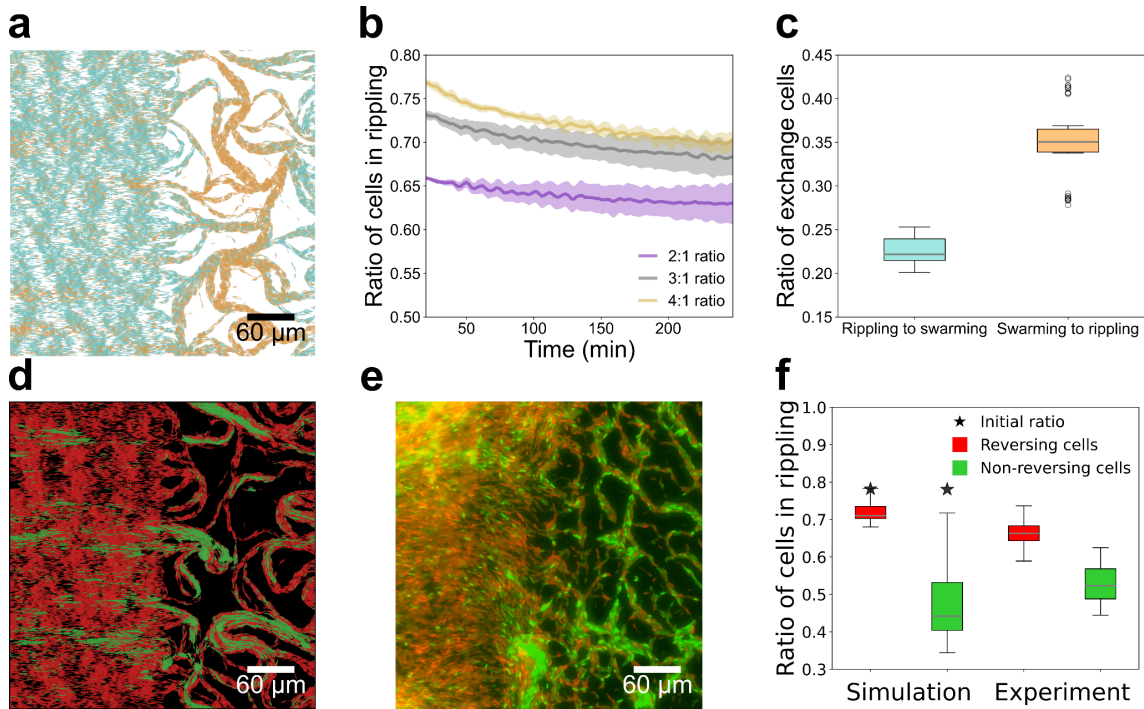 a
60 µm
b
Ratio of cells in rippling
0.80
0.75
0.70
0.65
0.60
0.55
0.50
50
100
150
200
Time (min)
2:1 ratio
3:1 ratio
4:1 ratio
c
Ratio of exchange cells
0.45
0.40
0.35
0.30
0.25
0.20
0.15
Rippling to swarming
Swarming to rippling
d
60 µm
e
60 µm
f
Ratio of cells in rippling
1.0
0.9
0.8
0.7
0.6
0.5
0.4
0.3
Initial ratio
Reversing cells
Non-reversing cells
Simulation
Experiment